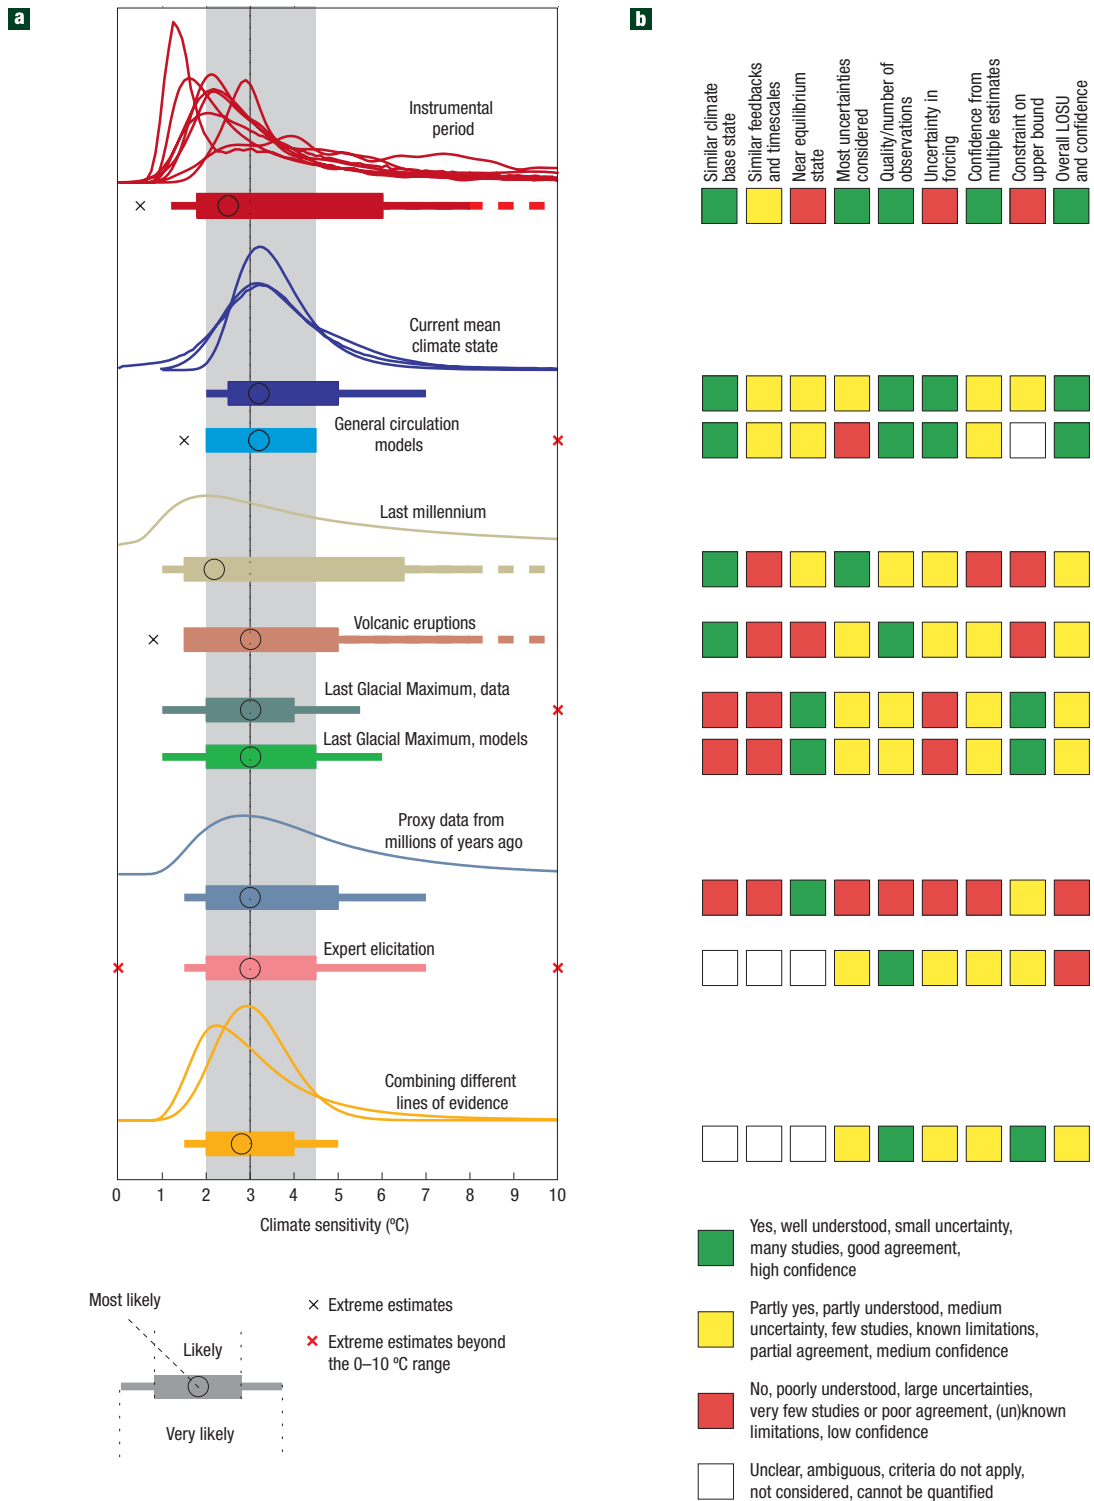 a
Instrumental
period
Current mean
climate state
General circulation
models
Last millennium
Volcanic eruptions
Last Glacial Maximum, data
Last Glacial Maximum, models
Proxy data from
millions of years ago
Expert elicitation
Combining different
lines of evidence
0 1 2 3 4 5 6 7 8 9 10
Climate sensitivity (ºC)
Most likely
Likely
Very likely
× Extreme estimates
× Extreme estimates beyond
the 0–10 ºC range
b
Similar climate
base state
Similar feedbacks
and timescales
Near equilibrium
state
Most uncertainties
considered
Quality/number of
observations
Uncertainty in
forcing
Confidence from
multiple estimates
Constraint on
upper bound
Overall LOSU
and confidence
Yes, well understood, small uncertainty,
many studies, good agreement,
high confidence
Partly yes, partly understood, medium
uncertainty, few studies, known limitations,
partial agreement, medium confidence
No, poorly understood, large uncertainties,
very few studies or poor agreement, (un)known
limitations, low confidence
Unclear, ambiguous, criteria do not apply,
not considered, cannot be quantified